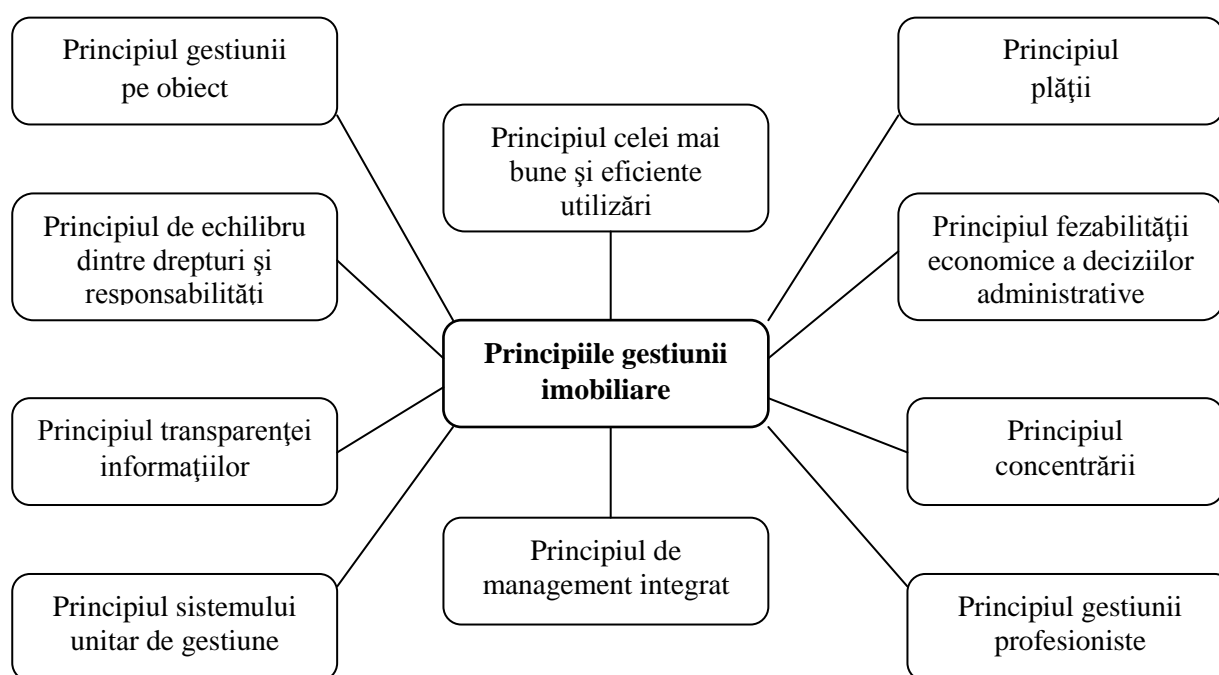 Principiul gestiunii
pe obiect
Principiul
plăţii
Principiul celei mai
bune şi eficiente
utilizări
Principiul de echilibru
dintre drepturi şi
responsabilităţi
Principiul fezabilităţii
economice a deciziilor
administrative
Principiile gestiunii
imobiliare
Principiul transparenţei
informaţiilor
Principiul
concentrării
Principiul de
management integrat
Principiul sistemului
unitar de gestiune
Principiul gestiunii
profesioniste